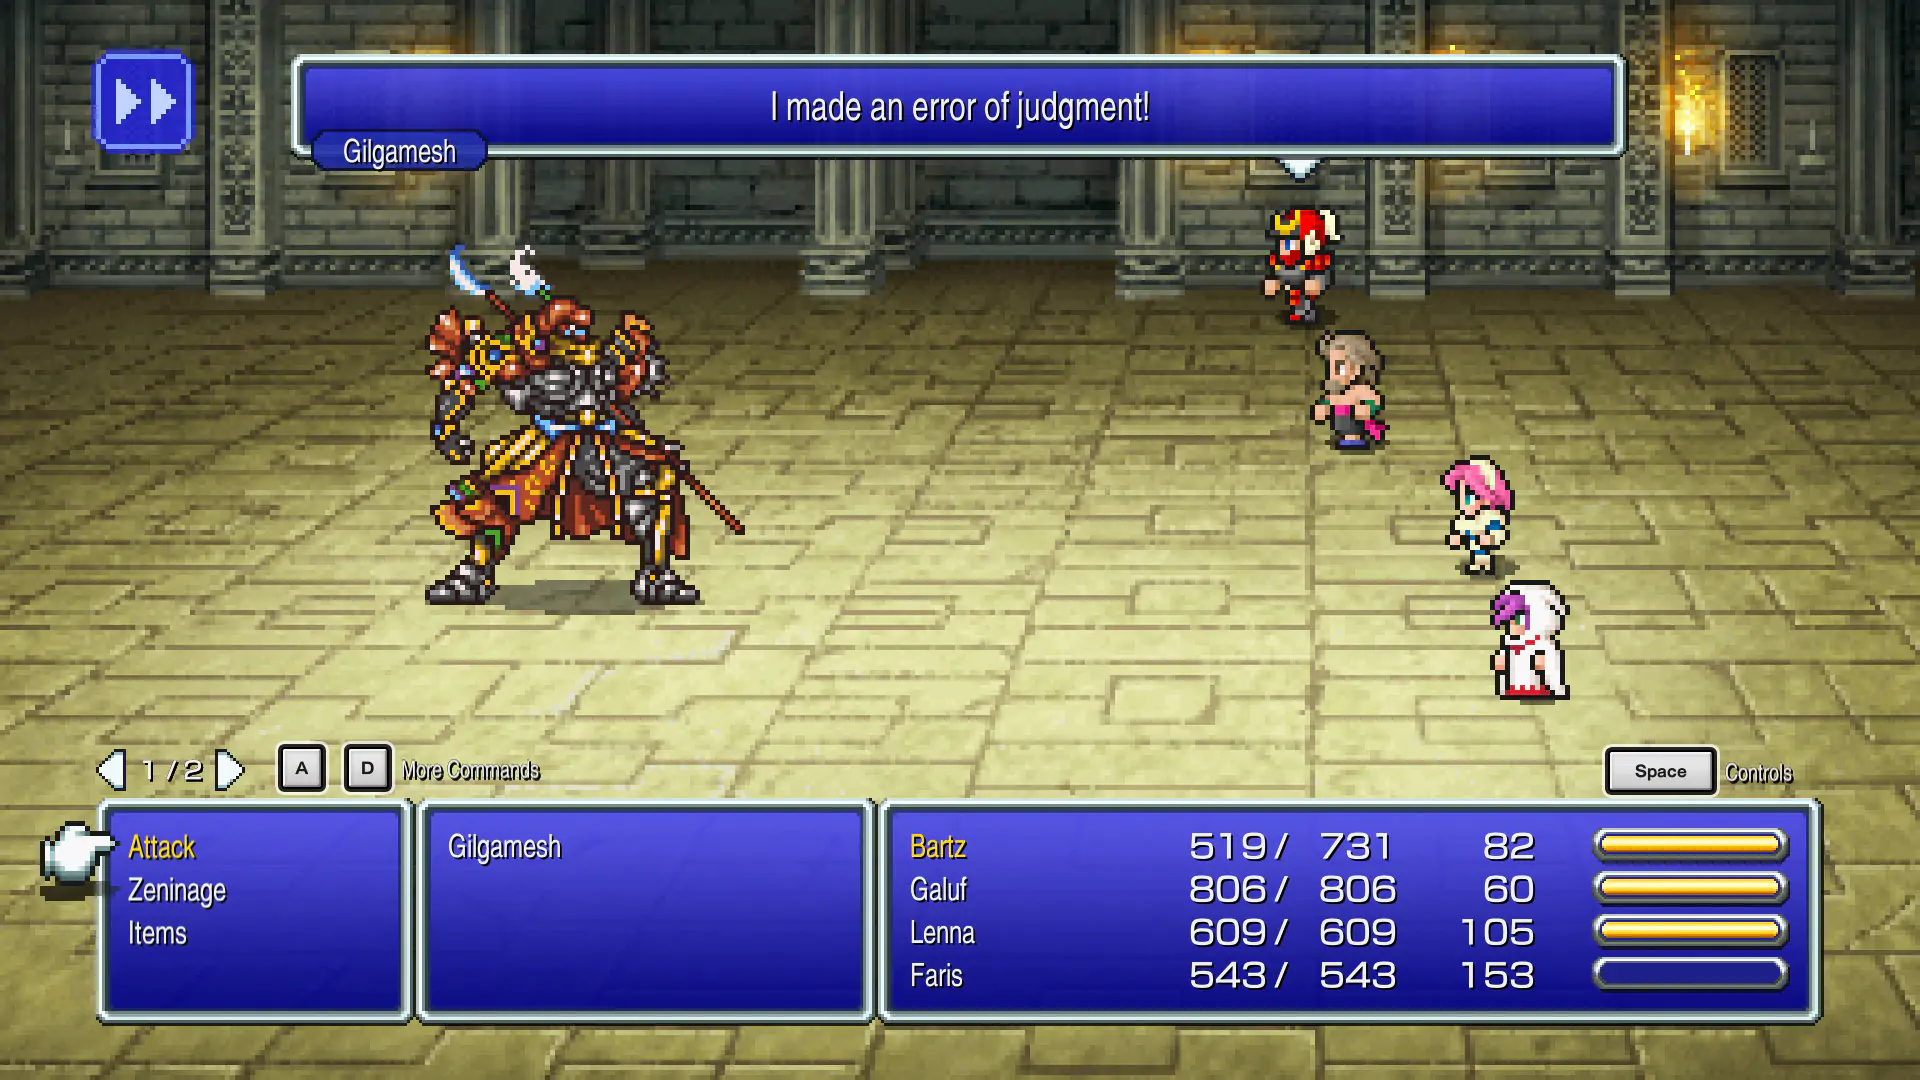 I made an error of judgment!
Gilgamesh
1 / 2 A D More Commands
Space Controls
Attack
Zeninage
Items
Gilgamesh
Bartz 519/ 731 82
Galuf 806/ 806 60
Lenna 609/ 609 105
Faris 543/ 543 153